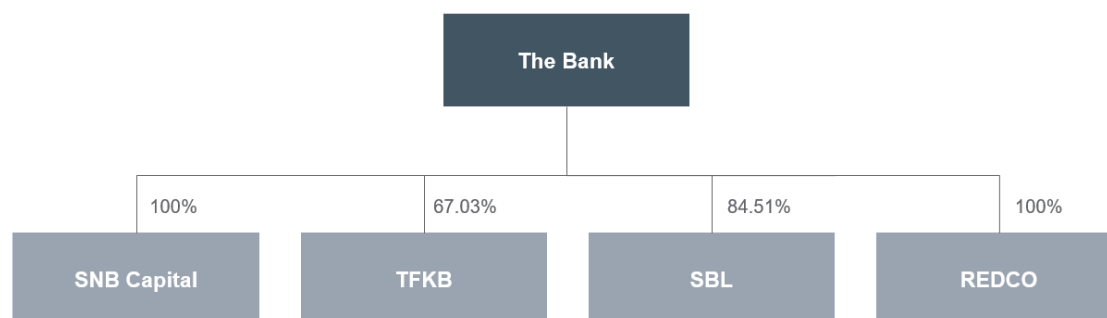 The Bank
100%
67.03%
84.51%
100%
SNB Capital
TFKB
SBL
REDCO